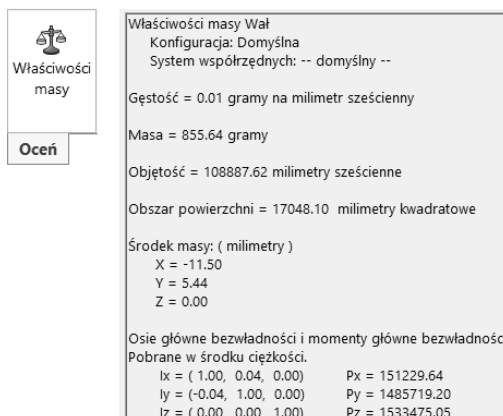 Właściwości
masy
Oceń
Właściwości masy Wał
Konfiguracja: Domyślna
System współrzędnych: -- domyślny --
Gęstość = 0.01 gramy na milimetr sześcienny
Masa = 855.64 gramy
Objętość = 108887.62 milimetry sześcienne
Obszar powierzchni = 17048.10 milimetry kwadratowe
Środek masy: ( milimetry )
X = -11.50
Y = 5.44
Z = 0.00
Osie główne bezwładności i momenty główne bezwładnośc
Pobrane w środku ciężkości.
Ix = ( 1.00, 0.04, 0.00) Px = 151229.64
Iy = (-0.04, 1.00, 0.00) Py = 1485719.20
Iz = ( 0.00, 0.00, 1.00) Pz = 1533475.05